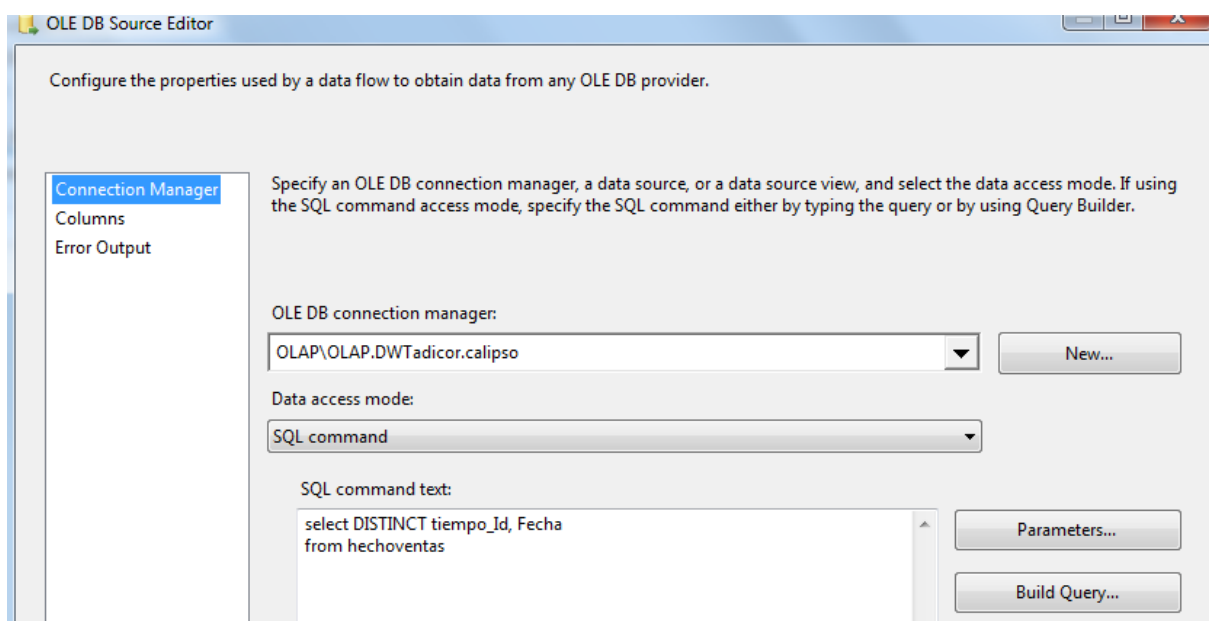 OLE DB Source Editor
Configure the properties used by a data flow to obtain data from any OLE DB provider.
Connection Manager
Columns
Error Output
Specify an OLE DB connection manager, a data source, or a data source view, and select the data access mode. If using
the SQL command access mode, specify the SQL command either by typing the query or by using Query Builder.
OLE DB connection manager:
OLAP\OLAP.DWTadicor.calipso
New...
Data access mode:
SQL command
SQL command text:
select DISTINCT tiempo_Id, Fecha
from hechoventas
Parameters...
Build Query...